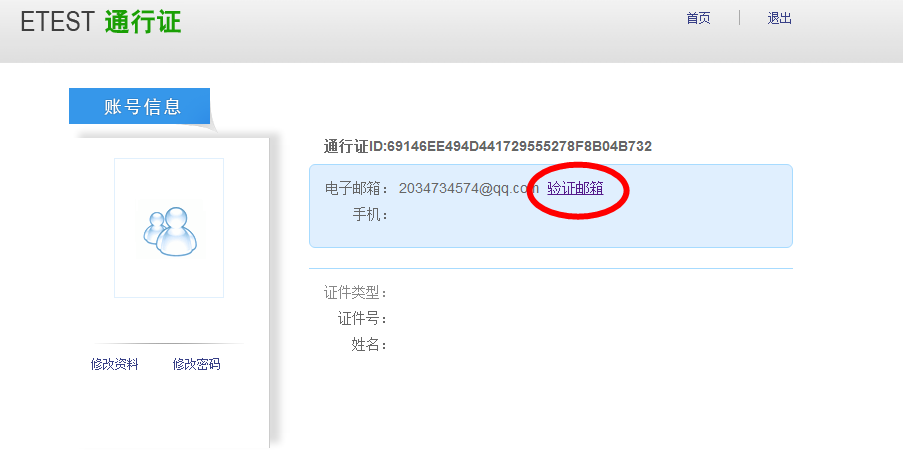 ETEST 通行证
首页 退出
账号信息
通行证ID:69146EE494D441729555278F8B04B732
电子邮箱： 2034734574@qq.com 验证邮箱
手机：
证件类型：
证件号：
姓名：
修改资料 修改密码